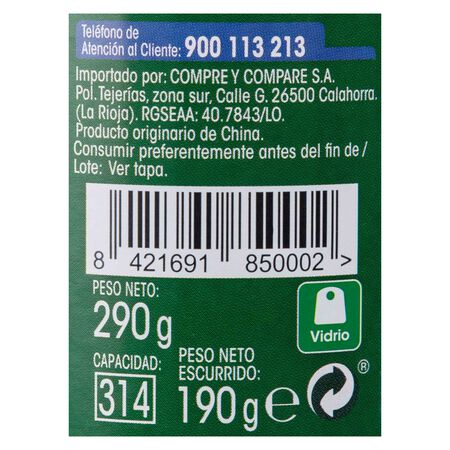 Teléfono de
Atención al Cliente: 900 113 213
Importado por: COMPRE Y COMPARE S.A.
Pol. Tejerías, zona sur, Calle G. 26500 Calahorra.
(La Rioja). RGSEAA: 40.7843/LO.
Producto originario de China.
Consumir preferentemente antes del fin de/
Lote: Ver tapa.
8 421691 850002 >
PESO NETO:
290 g
Vidrio
CAPACIDAD:
314
PESO NETO
ESCURRIDO:
190 g e
®